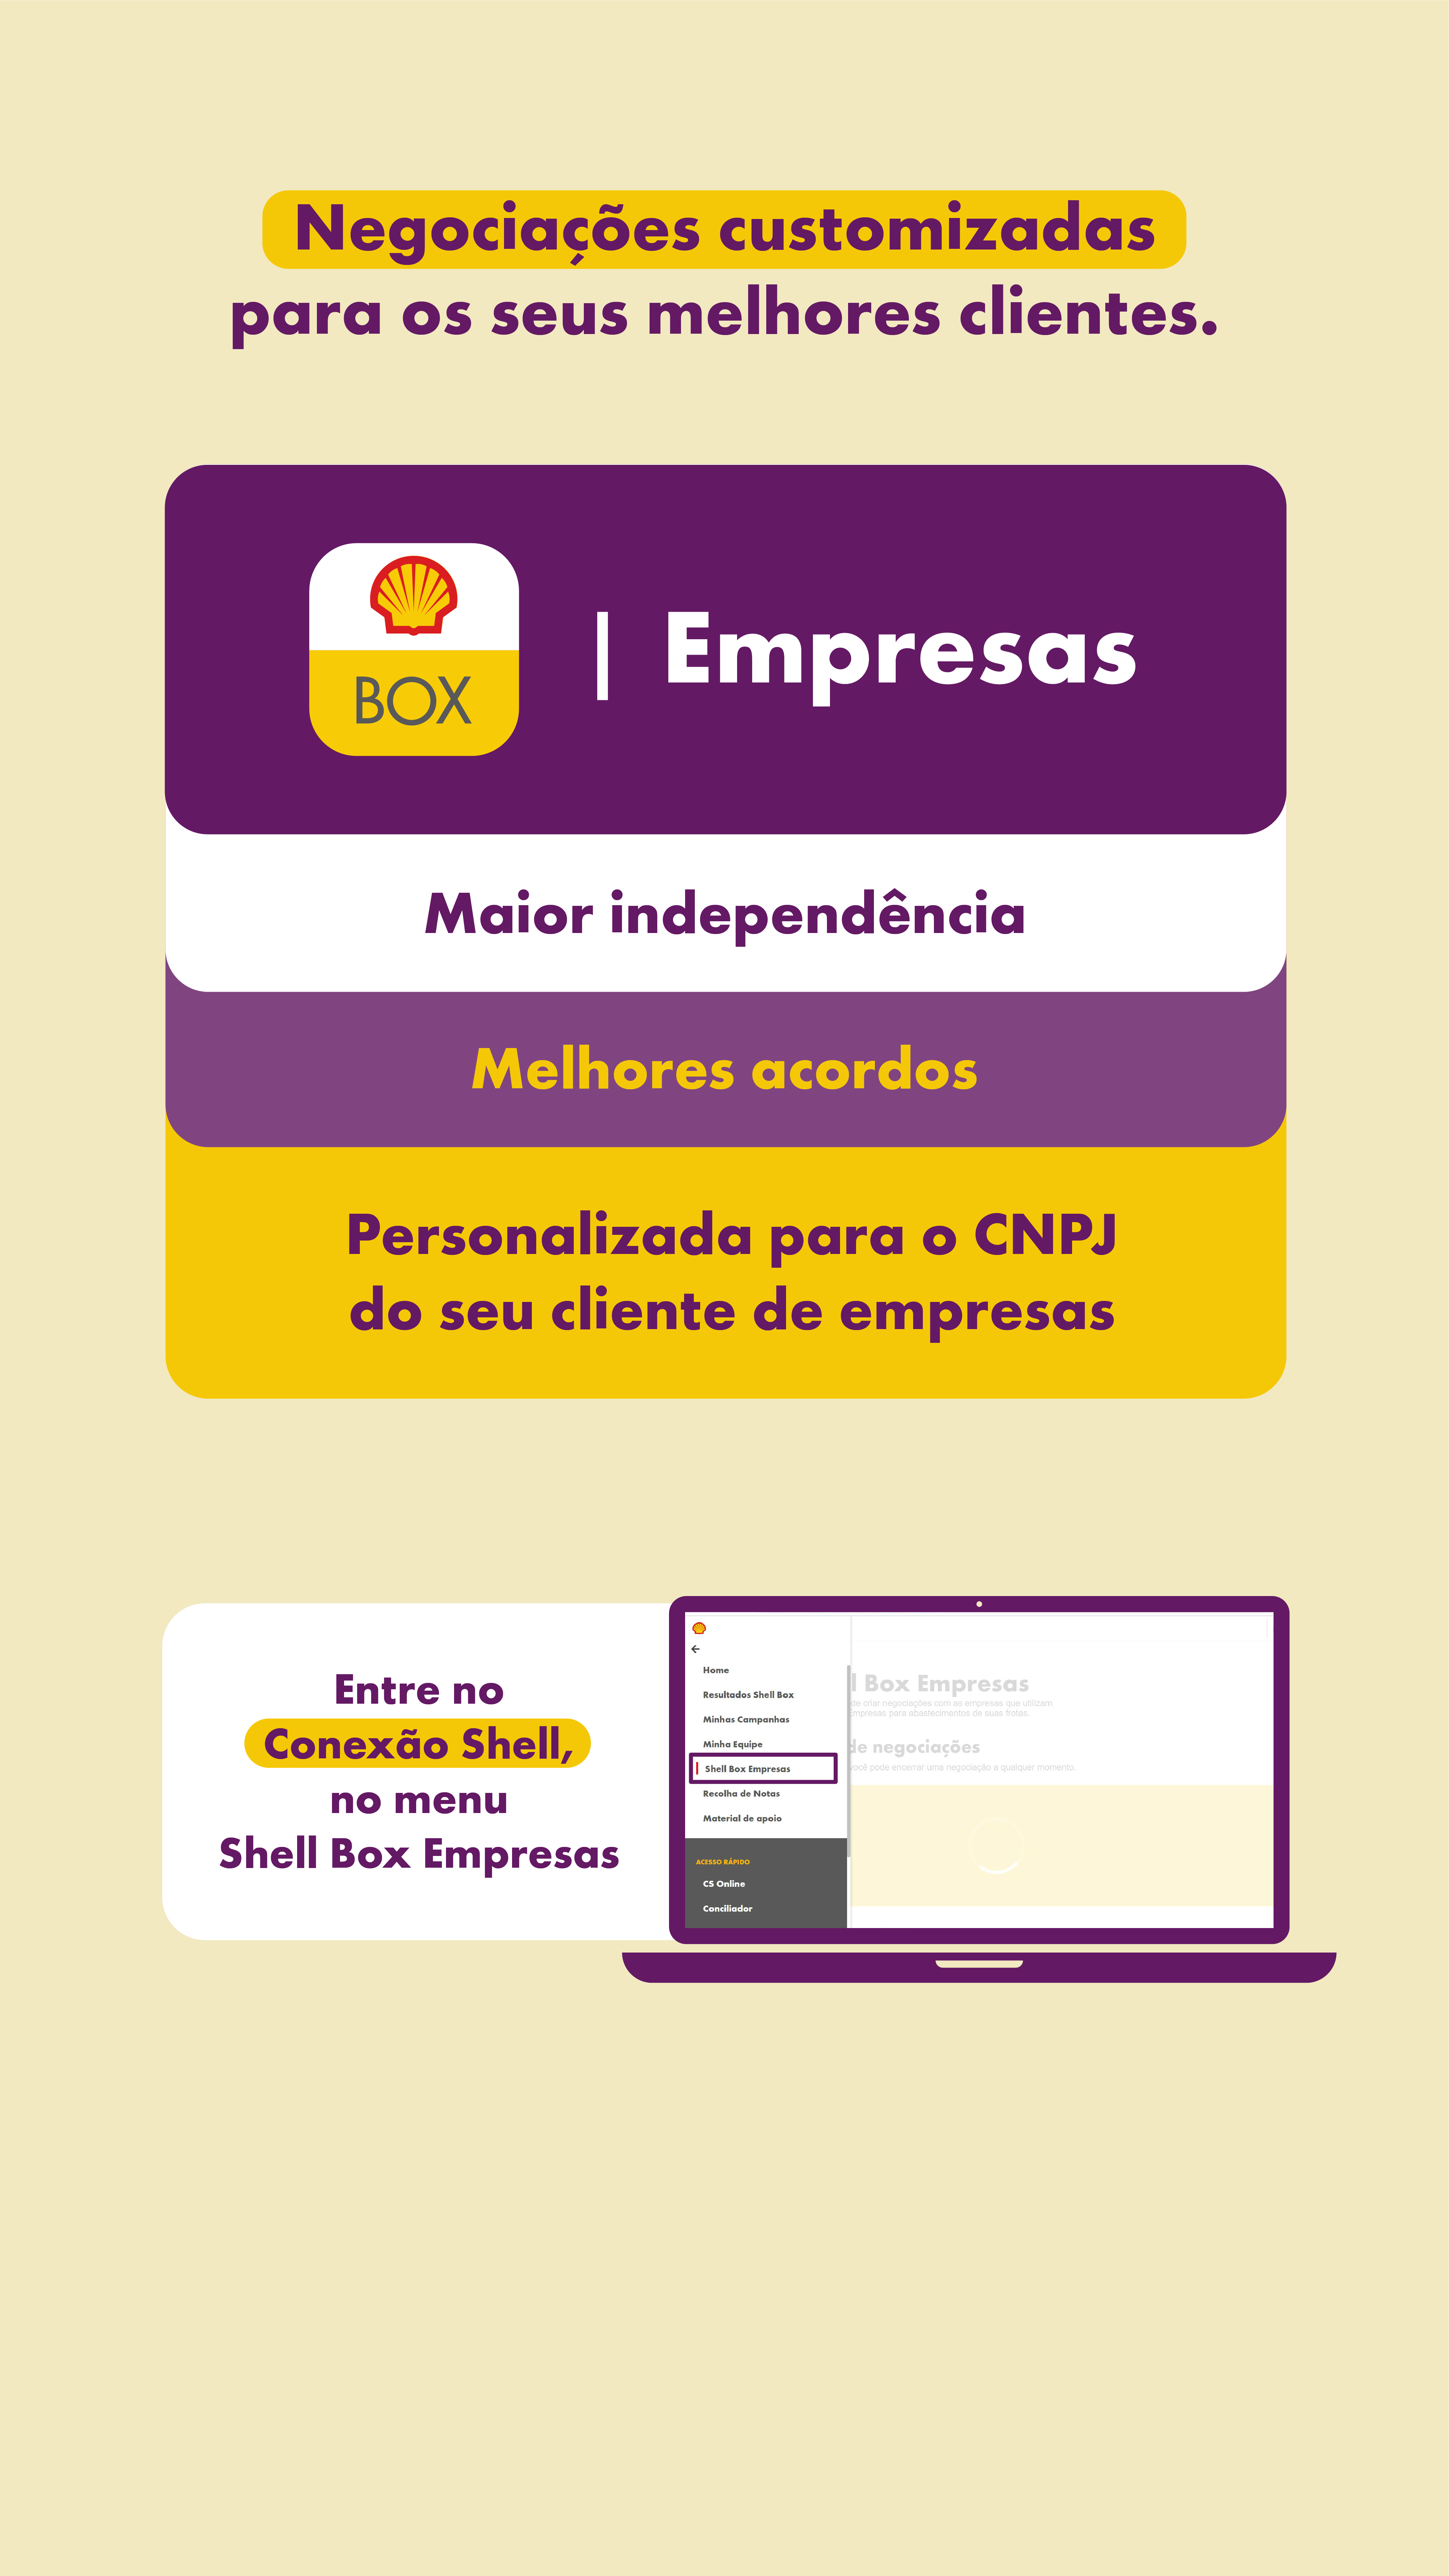 Negociações customizadas
para os seus melhores clientes.
BOX
| Empresas
Maior independência
Melhores acordos
Personalizada para o CNPJ
do seu cliente de empresas
Entre no
Conexão Shell,
no menu
Shell Box Empresas
Home
Resultados Shell Box
Minhas Campanhas
Minha Equipe
Shell Box Empresas
Recolha de Notas
Material de apoio
ACESSO RÁPIDO
CS Online
Conciliador
l Box Empresas
de criar negociações com as empresas que utilizam
mpresas para abastecimentos de suas frotas.
de negociações
você pode encerrar uma negociação a qualquer momento.